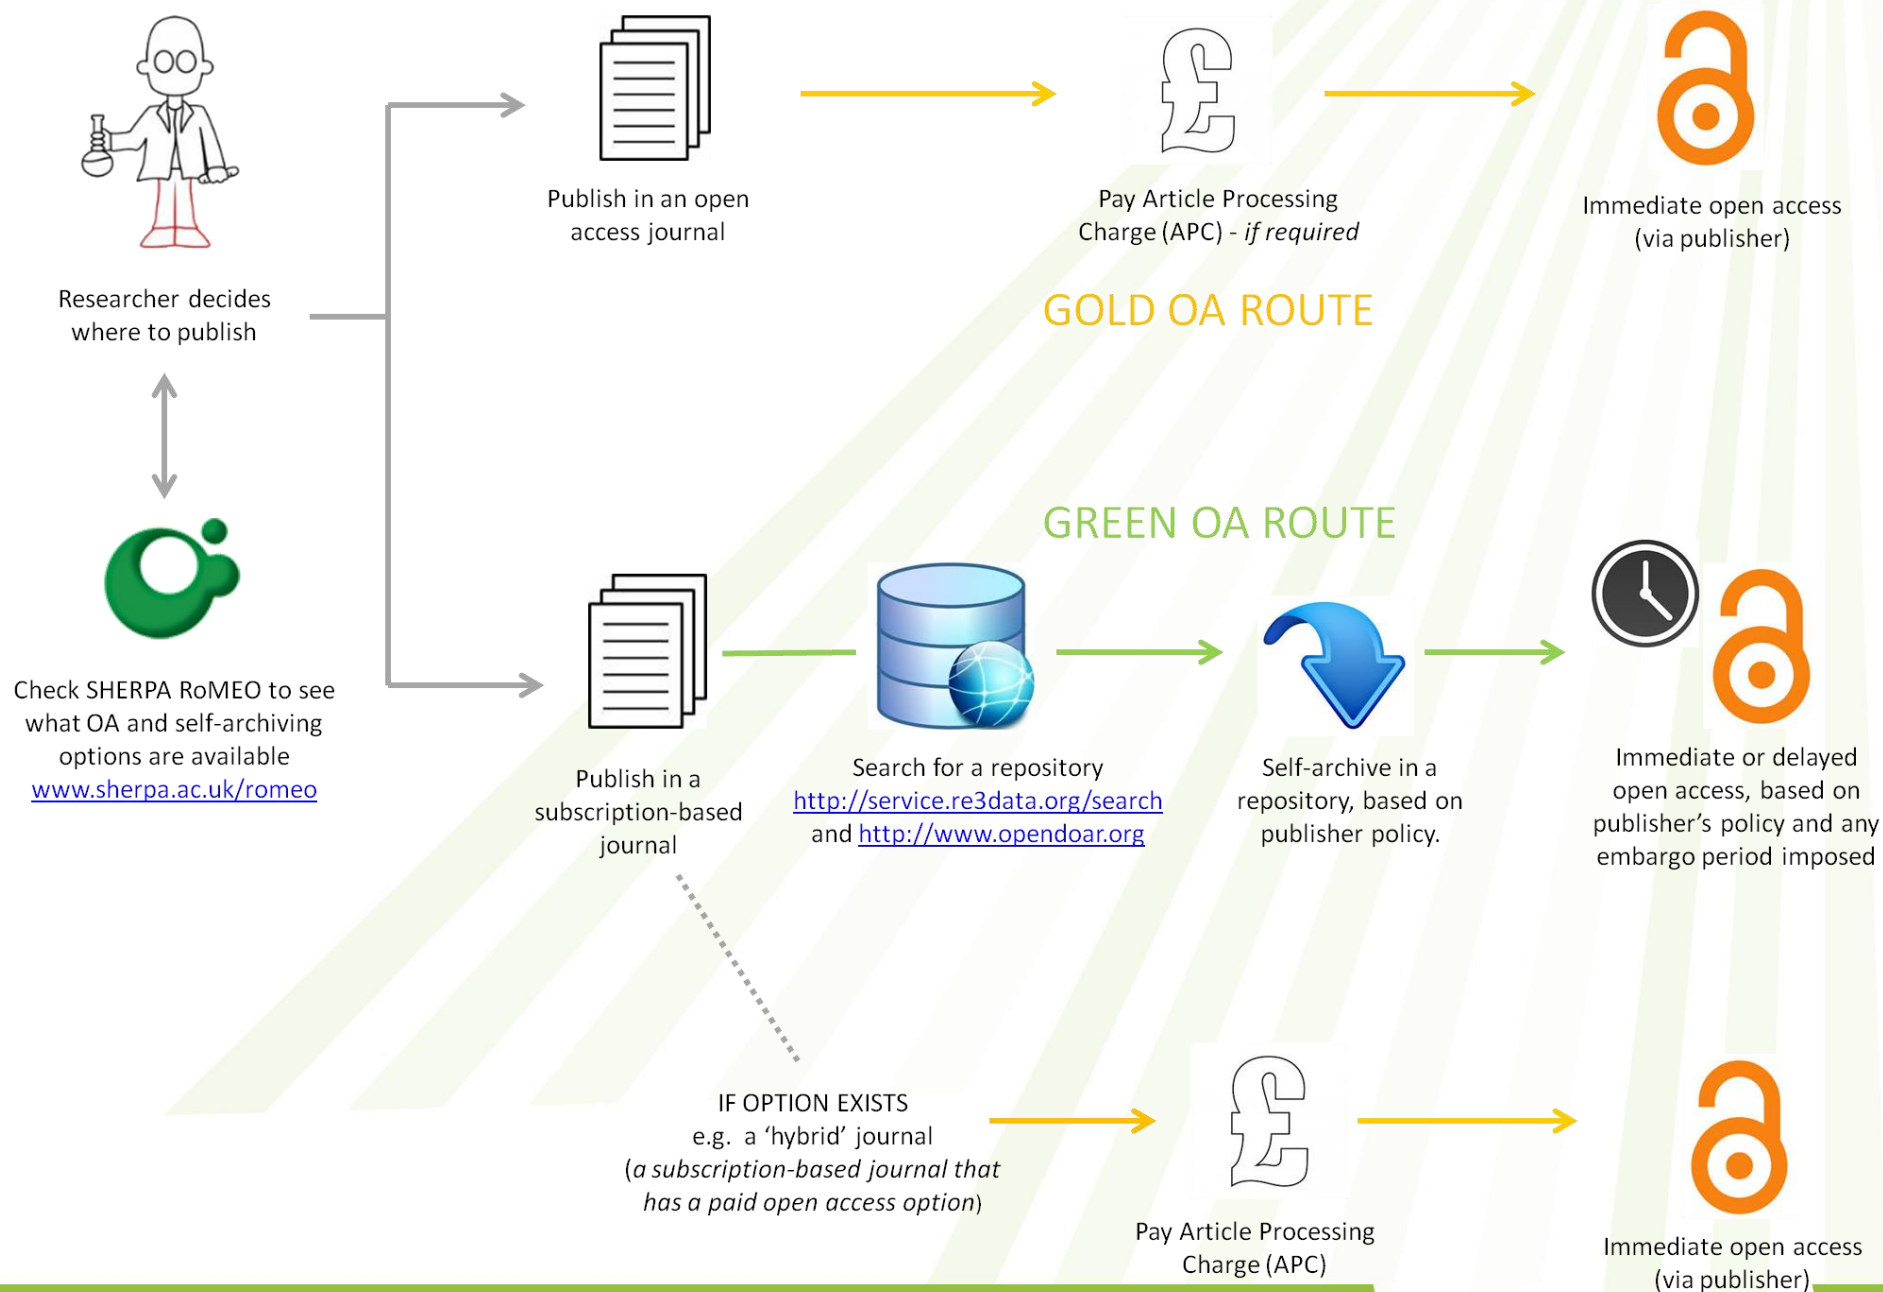 Researcher decides
where to publish
Check SHERPA RoMEO to see
what OA and self-archiving
options are available
www.sherpa.ac.uk/romeo
Publish in an open
access journal
Pay Article Processing
Charge (APC) - if required
Immediate open access
(via publisher)
GOLD OA ROUTE
GREEN OA ROUTE
Publish in a
subscription-based
journal
Search for a repository
http://service.re3data.org/search
and http://www.opendoar.org
Self-archive in a
repository, based on
publisher policy.
Immediate or delayed
open access, based on
publisher’s policy and any
embargo period imposed
IF OPTION EXISTS
e.g. a ‘hybrid’ journal
(a subscription-based journal that
has a paid open access option)
Pay Article Processing
Charge (APC)
Immediate open access
(via publisher)